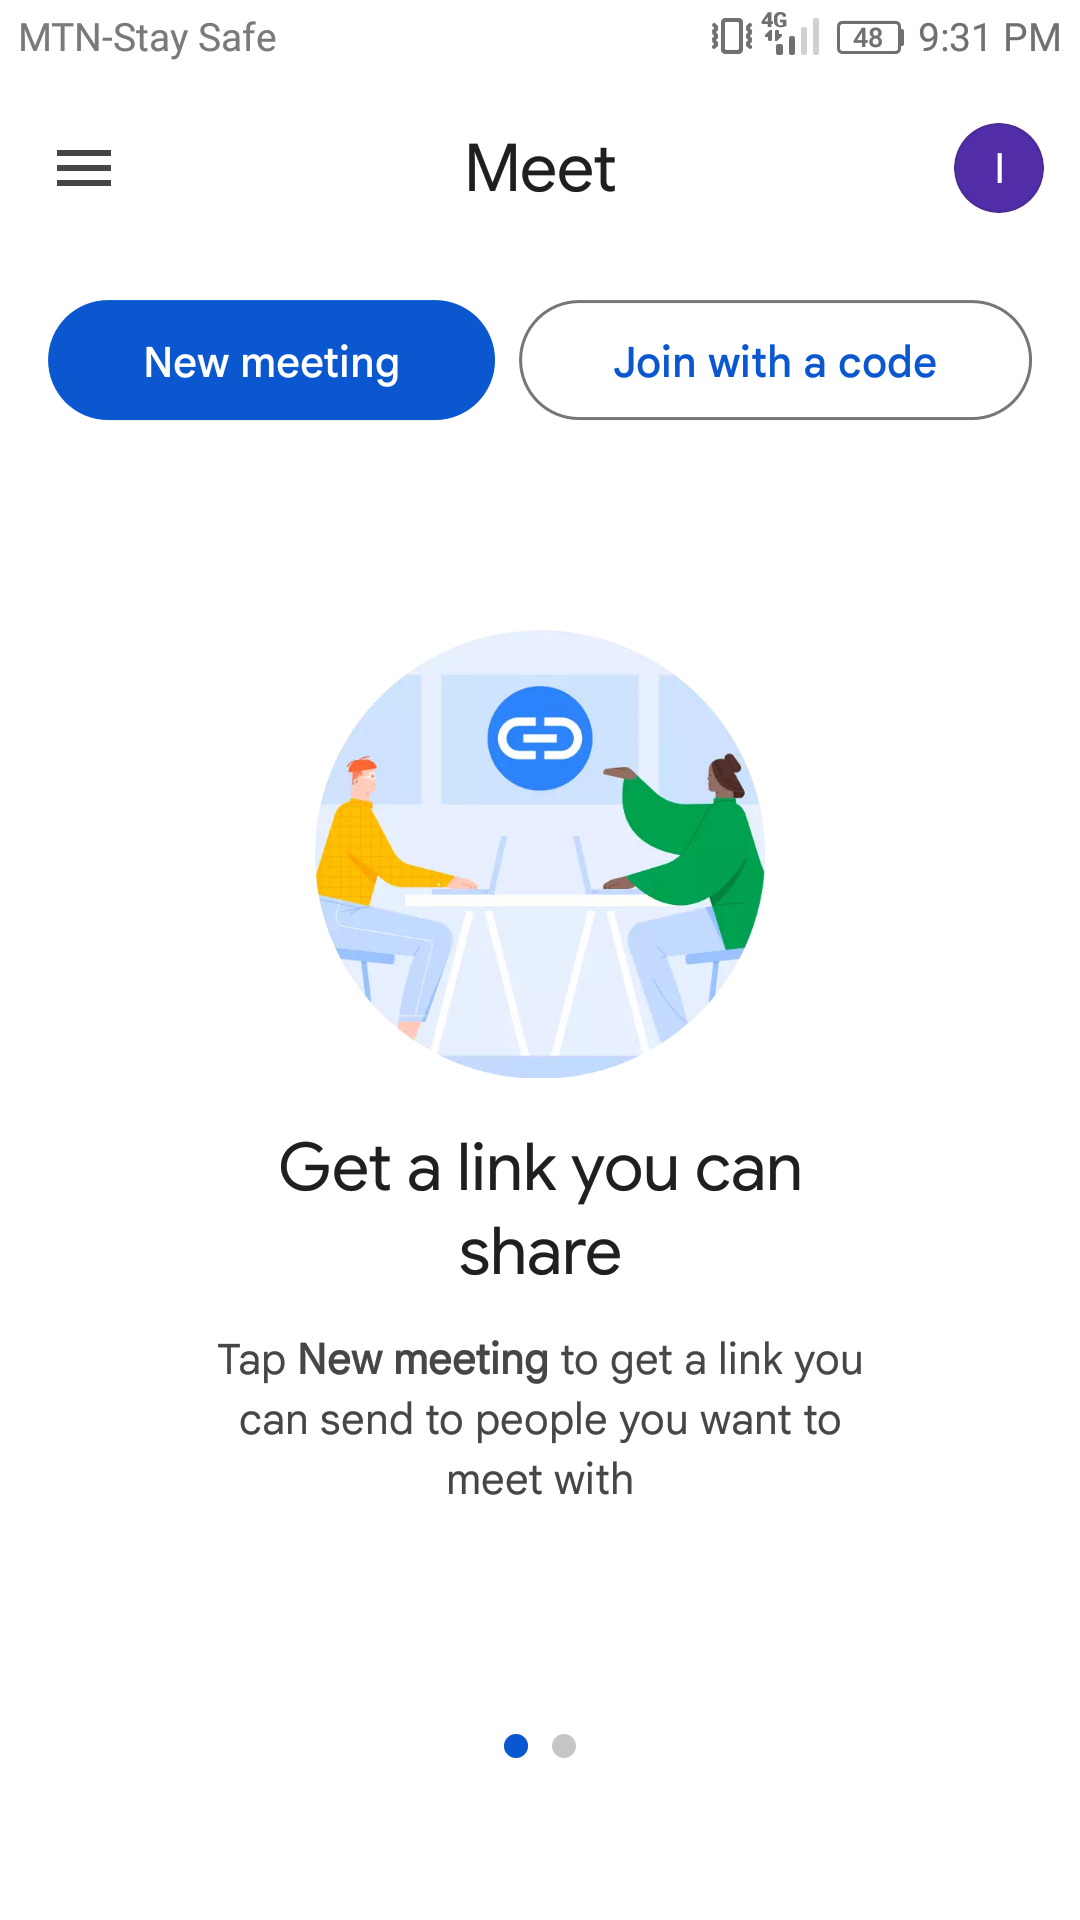 MTN-Stay Safe 4G 48 9:31 PM
Meet
I
New meeting
Join with a code
Get a link you can
share
Tap New meeting to get a link you
can send to people you want to
meet with